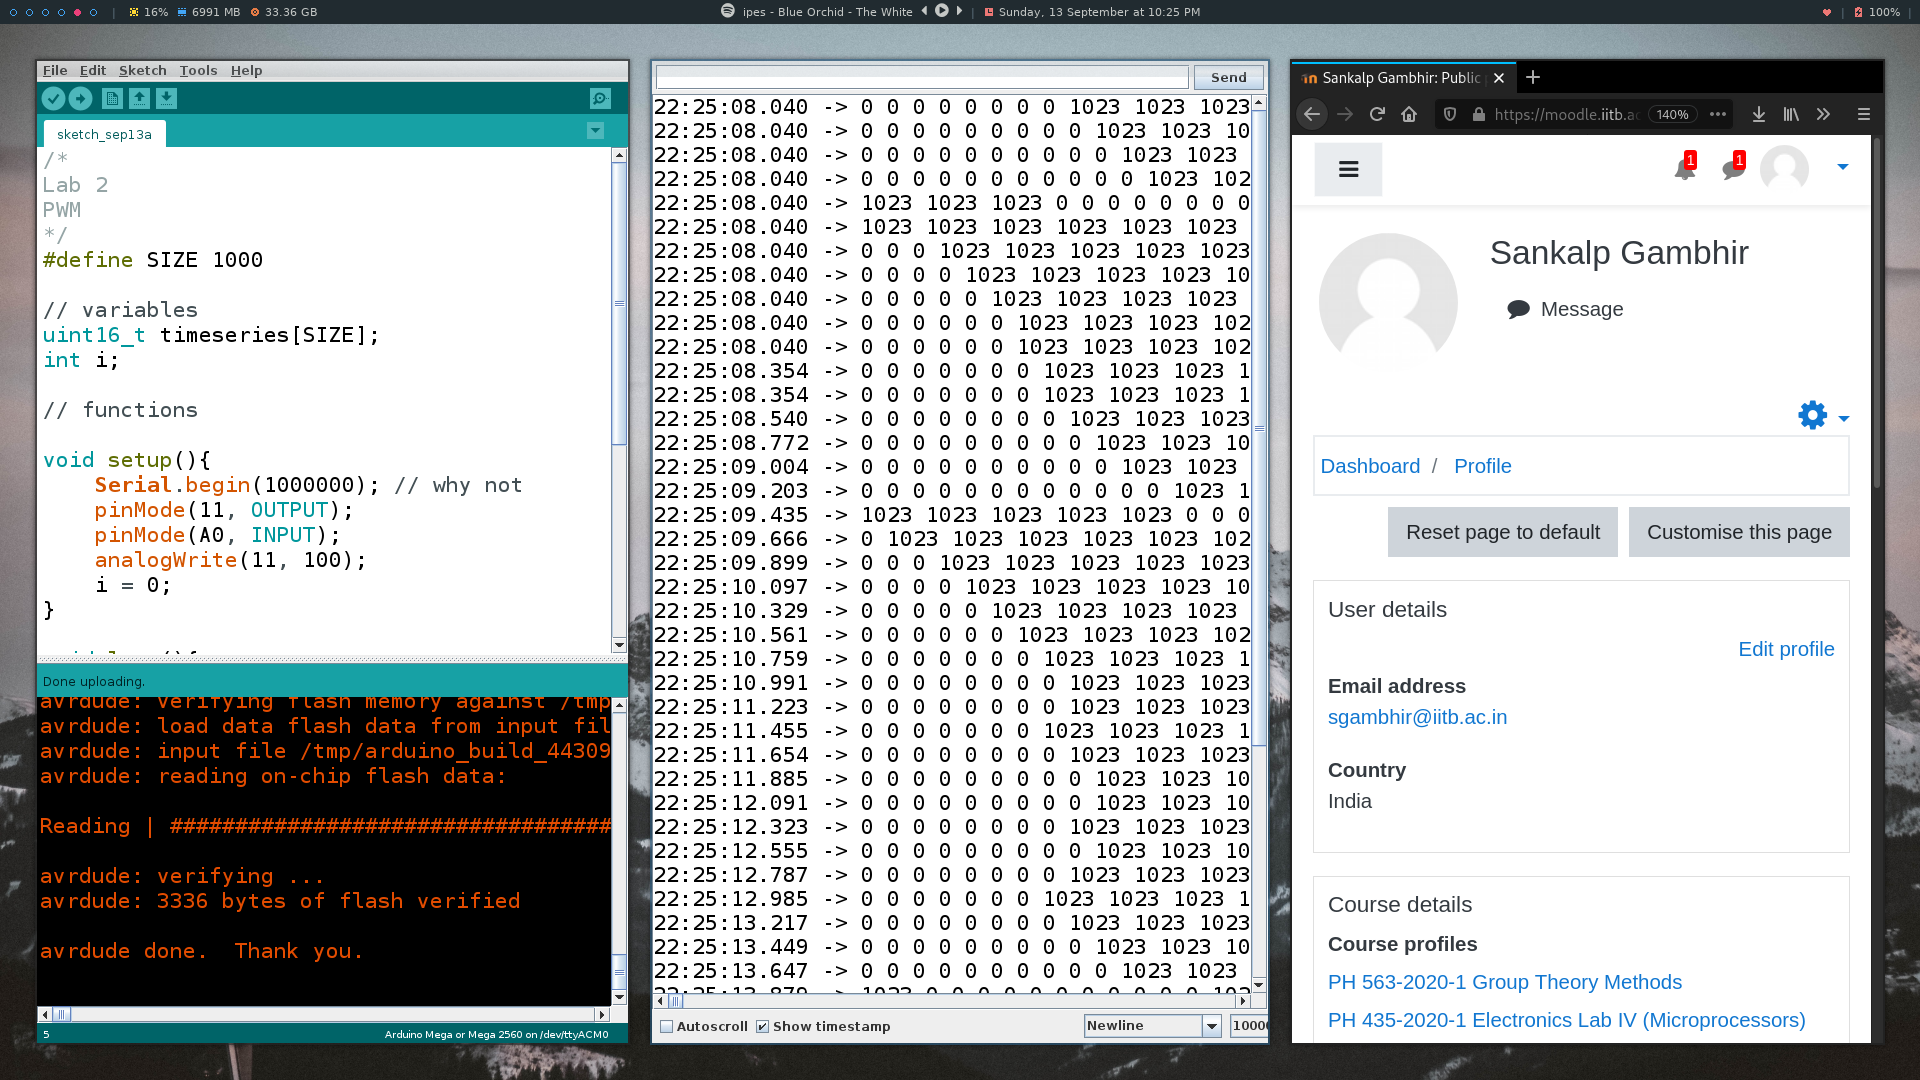 16% 6991 MB 33.36 GB
ipes - Blue Orchid - The White
Sunday, 13 September at 10:25 PM
100%
File Edit Sketch Tools Help
sketch_sep13a
/*
Lab 2
PWM
*/
#define SIZE 1000
// variables
uint16_t timeseries[SIZE];
int i;
// functions
void setup(){
Serial.begin(1000000); // why not
pinMode(11, OUTPUT);
pinMode(A0, INPUT);
analogWrite(11, 100);
i = 0;
}
Done uploading.
avrdude: verifying flash memory against /tmp
avrdude: load data flash data from input fil
avrdude: input file /tmp/arduino_build_44309
avrdude: reading on-chip flash data:
Reading | ##################################
avrdude: verifying ...
avrdude: 3336 bytes of flash verified
avrdude done.  Thank you.
5
Arduino Mega or Mega 2560 on /dev/ttyACM0
Send
22:25:08.040 -> 0 0 0 0 0 0 0 0 1023 1023 1023
22:25:08.040 -> 0 0 0 0 0 0 0 0 0 1023 1023 10
22:25:08.040 -> 0 0 0 0 0 0 0 0 0 0 1023 1023
22:25:08.040 -> 0 0 0 0 0 0 0 0 0 0 0 1023 102
22:25:08.040 -> 1023 1023 1023 0 0 0 0 0 0 0 0
22:25:08.040 -> 1023 1023 1023 1023 1023 1023
22:25:08.040 -> 0 0 0 1023 1023 1023 1023 1023
22:25:08.040 -> 0 0 0 0 1023 1023 1023 1023 10
22:25:08.040 -> 0 0 0 0 0 1023 1023 1023 1023
22:25:08.040 -> 0 0 0 0 0 0 1023 1023 1023 102
22:25:08.040 -> 0 0 0 0 0 0 1023 1023 1023 102
22:25:08.354 -> 0 0 0 0 0 0 0 1023 1023 1023 1
22:25:08.354 -> 0 0 0 0 0 0 0 1023 1023 1023 1
22:25:08.540 -> 0 0 0 0 0 0 0 0 1023 1023 1023
22:25:08.772 -> 0 0 0 0 0 0 0 0 0 1023 1023 10
22:25:09.004 -> 0 0 0 0 0 0 0 0 0 0 1023 1023
22:25:09.203 -> 0 0 0 0 0 0 0 0 0 0 0 0 1023 1
22:25:09.435 -> 1023 1023 1023 1023 1023 0 0 0
22:25:09.666 -> 0 1023 1023 1023 1023 1023 102
22:25:09.899 -> 0 0 0 1023 1023 1023 1023 1023
22:25:10.097 -> 0 0 0 0 1023 1023 1023 1023 10
22:25:10.329 -> 0 0 0 0 0 1023 1023 1023 1023
22:25:10.561 -> 0 0 0 0 0 0 1023 1023 1023 102
22:25:10.759 -> 0 0 0 0 0 0 0 1023 1023 1023 1
22:25:10.991 -> 0 0 0 0 0 0 0 0 1023 1023 1023
22:25:11.223 -> 0 0 0 0 0 0 0 0 1023 1023 1023
22:25:11.455 -> 0 0 0 0 0 0 0 1023 1023 1023 1
22:25:11.654 -> 0 0 0 0 0 0 0 0 1023 1023 1023
22:25:11.885 -> 0 0 0 0 0 0 0 0 0 1023 1023 10
22:25:12.091 -> 0 0 0 0 0 0 0 0 0 1023 1023 10
22:25:12.323 -> 0 0 0 0 0 0 0 0 1023 1023 1023
22:25:12.555 -> 0 0 0 0 0 0 0 0 0 1023 1023 10
22:25:12.787 -> 0 0 0 0 0 0 0 0 1023 1023 1023
22:25:12.985 -> 0 0 0 0 0 0 0 1023 1023 1023 1
22:25:13.217 -> 0 0 0 0 0 0 0 0 1023 1023 1023
22:25:13.449 -> 0 0 0 0 0 0 0 0 0 1023 1023 10
22:25:13.647 -> 0 0 0 0 0 0 0 0 0 0 1023 1023
Autoscroll Show timestamp Newline 1000
Sankalp Gambhir: Public
https://moodle.iitb.ac 140%
1 1
Sankalp Gambhir
Message
Dashboard / Profile
Reset page to default Customise this page
User details
Edit profile
Email address
sgambhir@iitb.ac.in
Country
India
Course details
Course profiles
PH 563-2020-1 Group Theory Methods
PH 435-2020-1 Electronics Lab IV (Microprocessors)